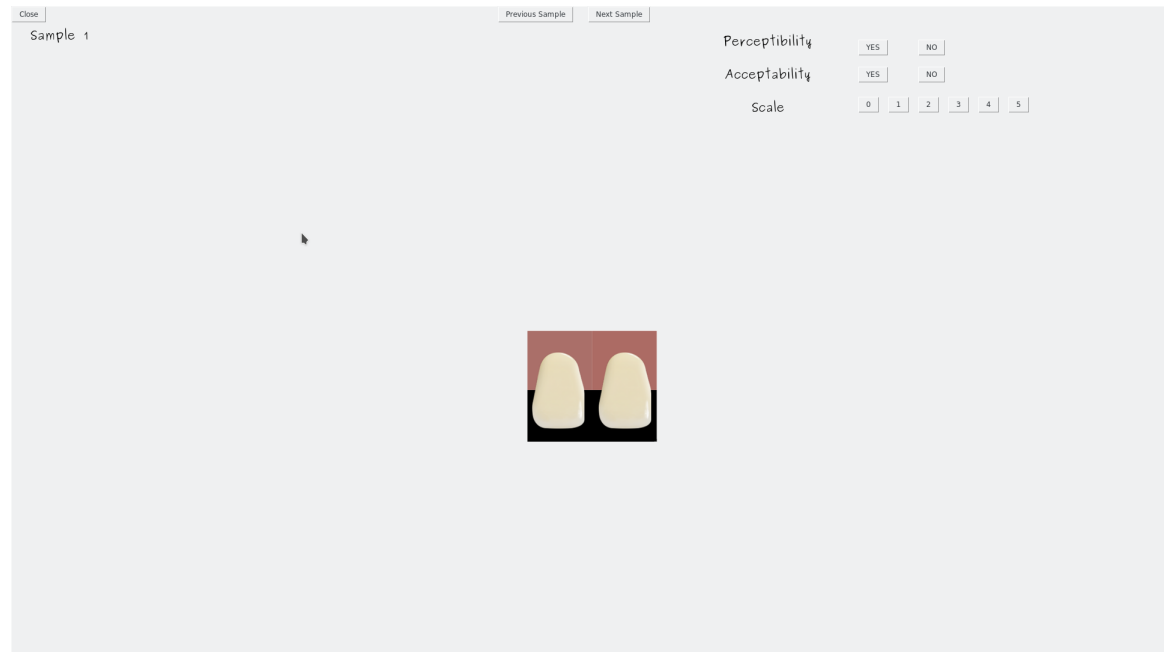 Close Previous Sample Next Sample
Sample 1
Perceptibility YES NO
Acceptability YES NO
Scale 0 1 2 3 4 5